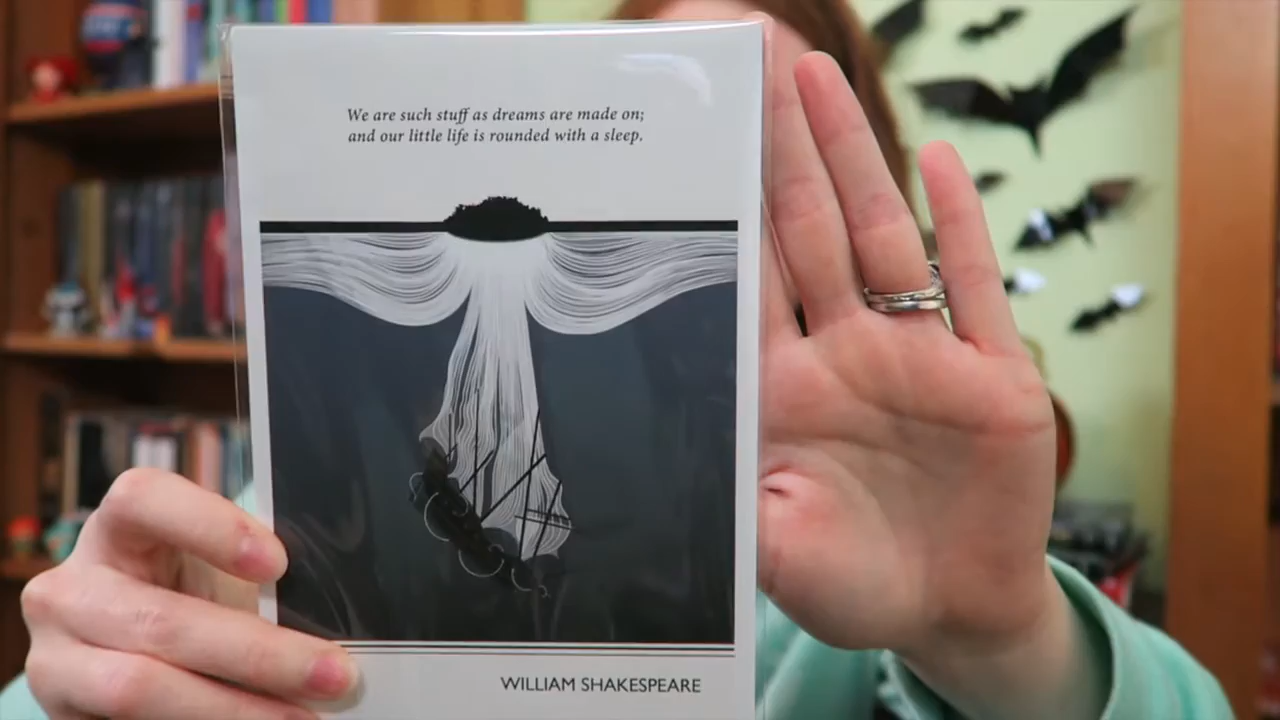 We are such stuff as dreams are made on;
and our little life is rounded with a sleep.
WILLIAM SHAKESPEARE